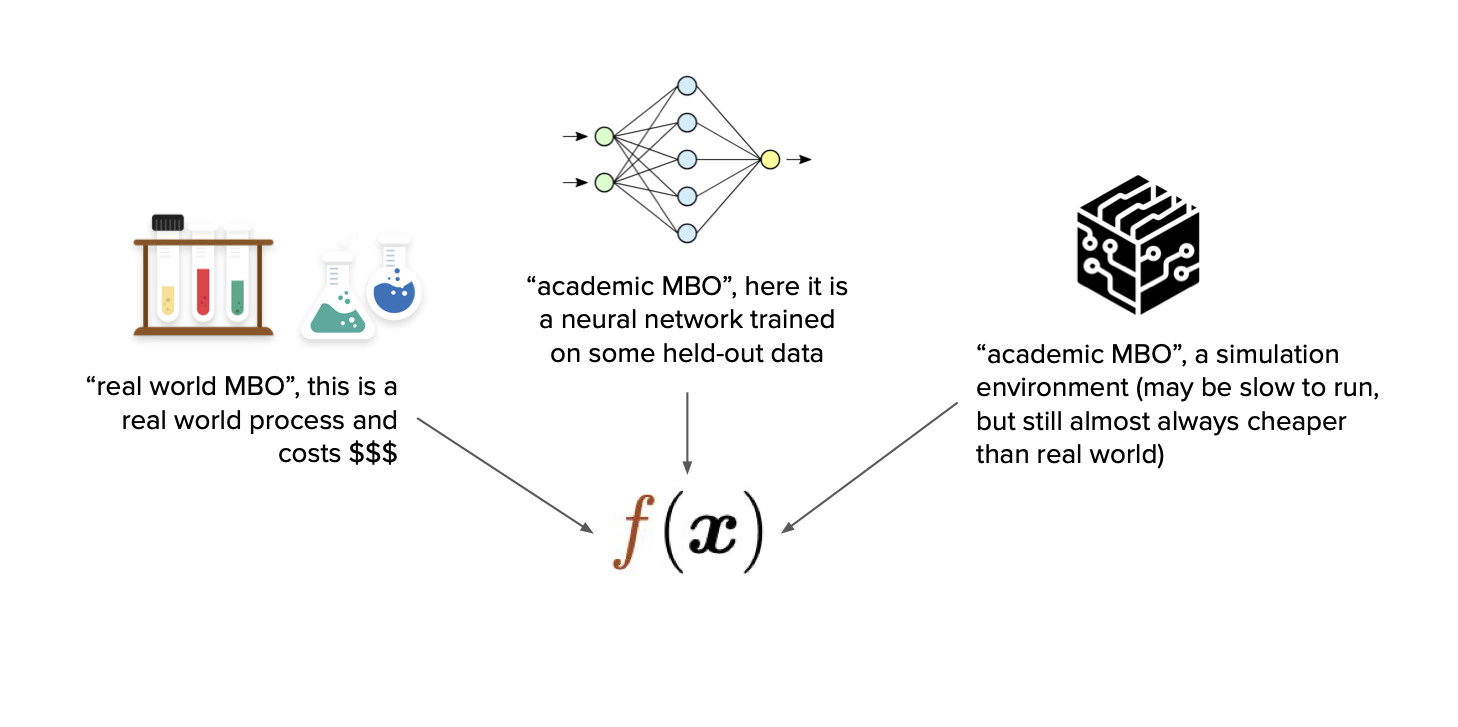 “real world MBO”, this is a
real world process and
costs $$$
“academic MBO”, here it is
a neural network trained
on some held-out data
“academic MBO”, a simulation
environment (may be slow to run,
but still almost always cheaper
than real world)
f(x)